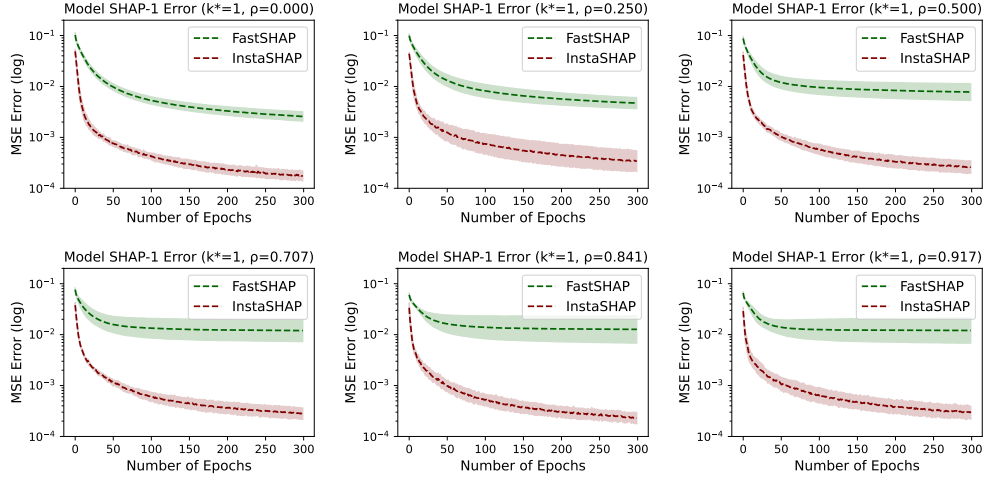 Model SHAP-1 Error (k*=1, ρ=0.000)
MSE Error (log)
10⁻¹
10⁻²
10⁻³
10⁻⁴
FastSHAP
InstaSHAP
0 50 100 150 200 250 300
Number of Epochs
Model SHAP-1 Error (k*=1, ρ=0.250)
MSE Error (log)
10⁻¹
10⁻²
10⁻³
10⁻⁴
FastSHAP
InstaSHAP
0 50 100 150 200 250 300
Number of Epochs
Model SHAP-1 Error (k*=1, ρ=0.500)
MSE Error (log)
10⁻¹
10⁻²
10⁻³
10⁻⁴
FastSHAP
InstaSHAP
0 50 100 150 200 250 300
Number of Epochs
Model SHAP-1 Error (k*=1, ρ=0.707)
MSE Error (log)
10⁻¹
10⁻²
10⁻³
10⁻⁴
FastSHAP
InstaSHAP
0 50 100 150 200 250 300
Number of Epochs
Model SHAP-1 Error (k*=1, ρ=0.841)
MSE Error (log)
10⁻¹
10⁻²
10⁻³
10⁻⁴
FastSHAP
InstaSHAP
0 50 100 150 200 250 300
Number of Epochs
Model SHAP-1 Error (k*=1, ρ=0.917)
MSE Error (log)
10⁻¹
10⁻²
10⁻³
10⁻⁴
FastSHAP
InstaSHAP
0 50 100 150 200 250 300
Number of Epochs